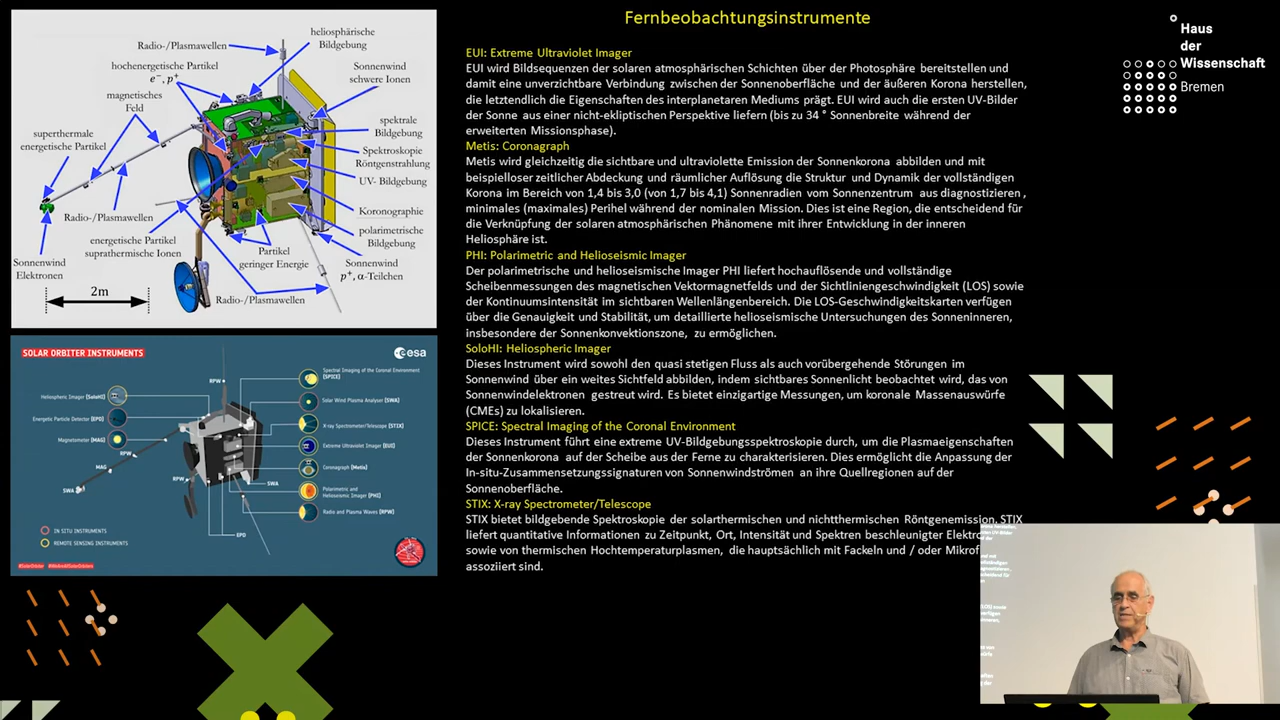 Fernbeobachtungsinstrumente
Haus
der
Wissenschaft
Bremen
Radio-/Plasmawellen
heliosphärische
Bildgebung
hochenergetische Partikel
e⁻, p⁺
Sonnenwind
schwere Ionen
magnetisches
Feld
superthermale
energetische Partikel
spektrale
Bildgebung
Spektroskopie
Röntgenstrahlung
UV- Bildgebung
Koronographie
polarimetrische
Bildgebung
Radio-/Plasmawellen
energetische Partikel
suprathermische Ionen
Partikel
geringer Energie
Sonnenwind
p⁺, α-Teilchen
Sonnenwind
Elektronen
2m
Radio-/Plasmawellen
SOLAR ORBITER INSTRUMENTS
esa
RPW
Spectral Imaging of the Coronal Environment
(SPICE)
Heliospheric Imager (SoloHI)
Solar Wind Plasma Analyser (SWA)
Energetic Particle Detector (EPD)
X-ray Spectrometer/Telescope (STIX)
Magnetometer (MAG)
Extreme Ultraviolet Imager (EUI)
RPW
MAG
Coronagraph (Metis)
SWA
RPW
SWA
Polarimetric and
Helioseismic Imager (PHI)
Radio and Plasma Waves (RPW)
IN SITU INSTRUMENTS
REMOTE SENSING INSTRUMENTS
EPD
#SolarOrbiter
EUI: Extreme Ultraviolet Imager
EUI wird Bildsequenzen der solaren atmosphärischen Schichten über der Photosphäre bereitstellen und
damit eine unverzichtbare Verbindung zwischen der Sonnenoberfläche und der äußeren Korona herstellen,
die letztendlich die Eigenschaften des interplanetaren Mediums prägt. EUI wird auch die ersten UV-Bilder
der Sonne aus einer nicht-ekliptischen Perspektive liefern (bis zu 34 ° Sonnenbreite während der
erweiterten Missionsphase).
Metis: Coronagraph
Metis wird gleichzeitig die sichtbare und ultraviolette Emission der Sonnenkorona abbilden und mit
beispielloser zeitlicher Abdeckung und räumlicher Auflösung die Struktur und Dynamik der vollständigen
Korona im Bereich von 1,4 bis 3,0 (von 1,7 bis 4,1) Sonnenradien vom Sonnenzentrum aus diagnostizieren ,
minimales (maximales) Perihel während der nominalen Mission. Dies ist eine Region, die entscheidend für
die Verknüpfung der solaren atmosphärischen Phänomene mit ihrer Entwicklung in der inneren
Heliosphäre ist.
PHI: Polarimetric and Helioseismic Imager
Der polarimetrische und helioseismische Imager PHI liefert hochauflösende und vollständige
Scheibenmessungen des magnetischen Vektormagnetfelds und der Sichtliniengeschwindigkeit (LOS) sowie
der Kontinuumsintensität im sichtbaren Wellenlängenbereich. Die LOS-Geschwindigkeitskarten verfügen
über die Genauigkeit und Stabilität, um detaillierte helioseismische Untersuchungen des Sonneninneren,
insbesondere der Sonnenkonvektionszone, zu ermöglichen.
SoloHI: Heliospheric Imager
Dieses Instrument wird sowohl den quasi stetigen Fluss als auch vorübergehende Störungen im
Sonnenwind über ein weites Sichtfeld abbilden, indem sichtbares Sonnenlicht beobachtet wird, das von
Sonnenwindelektronen gestreut wird. Es bietet einzigartige Messungen, um koronale Massenauswürfe
(CMEs) zu lokalisieren.
SPICE: Spectral Imaging of the Coronal Environment
Dieses Instrument führt eine extreme UV-Bildgebungsspektroskopie durch, um die Plasmaeigenschaften
der Sonnenkorona auf der Scheibe aus der Ferne zu charakterisieren. Dies ermöglicht die Anpassung der
In-situ-Zusammensetzungssignaturen von Sonnenwindströmen an ihre Quellregionen auf der
Sonnenoberfläche.
STIX: X-ray Spectrometer/Telescope
STIX bietet bildgebende Spektroskopie der solarthermischen und nichtthermischen Röntgenemission. STIX
liefert quantitative Informationen zu Zeitpunkt, Ort, Intensität und Spektren beschleunigter Elektro
sowie von thermischen Hochtemperaturplasmen, die hauptsächlich mit Fackeln und / oder Mikrof
assoziiert sind.